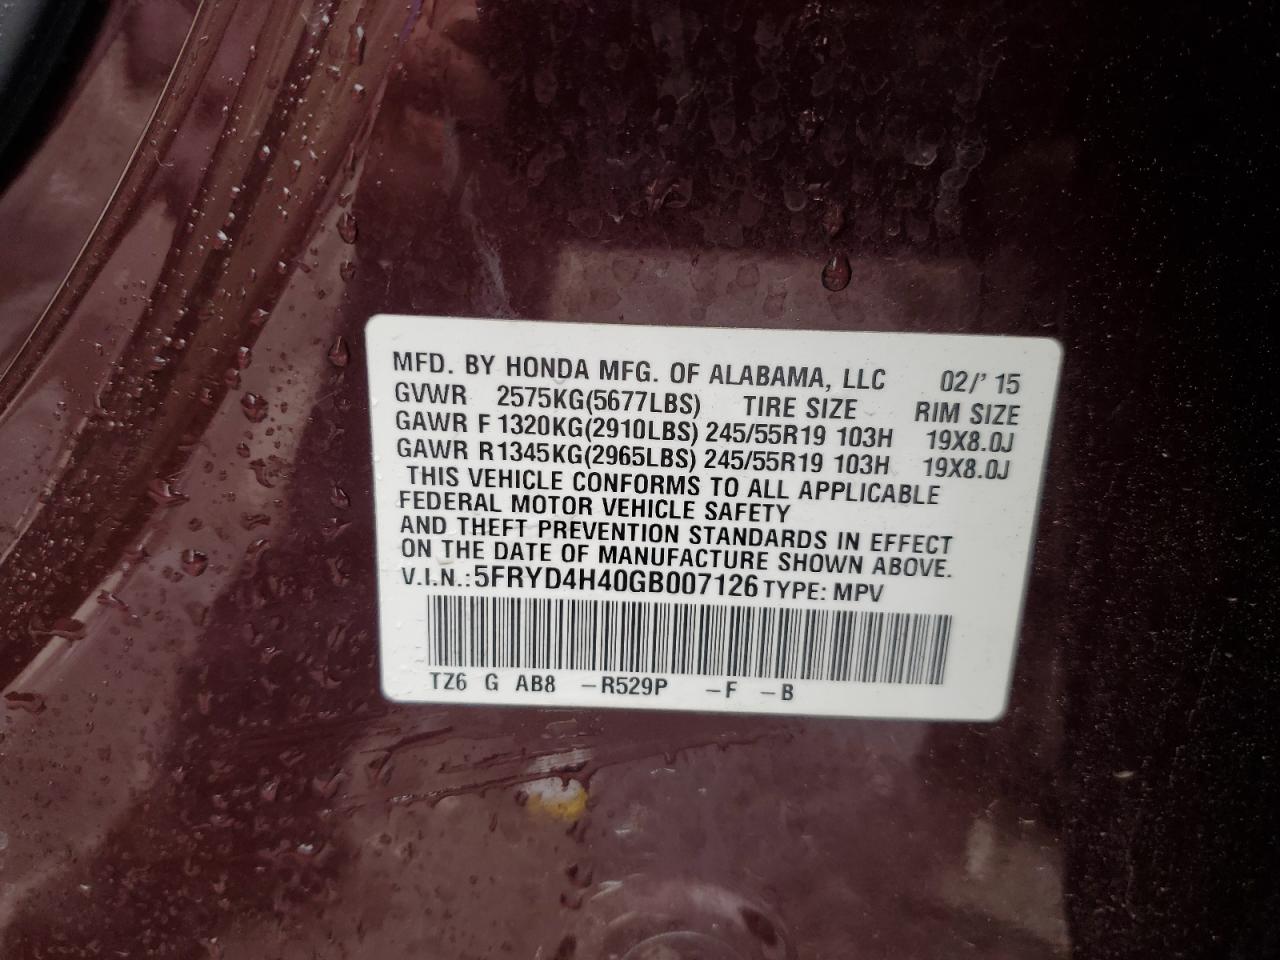 MFD. BY HONDA MFG. OF ALABAMA, LLC 02/' 15
GVWR 2575KG(5677LBS) TIRE SIZE RIM SIZE
GAWR F 1320KG(2910LBS) 245/55R19 103H 19X8.0J
GAWR R1345KG(2965LBS) 245/55R19 103H 19X8.0J
THIS VEHICLE CONFORMS TO ALL APPLICABLE
FEDERAL MOTOR VEHICLE SAFETY
AND THEFT PREVENTION STANDARDS IN EFFECT
ON THE DATE OF MANUFACTURE SHOWN ABOVE.
V.I.N.:5FRYD4H40GB007126 TYPE: MPV
TZ6 G AB8 –R529P –F –B